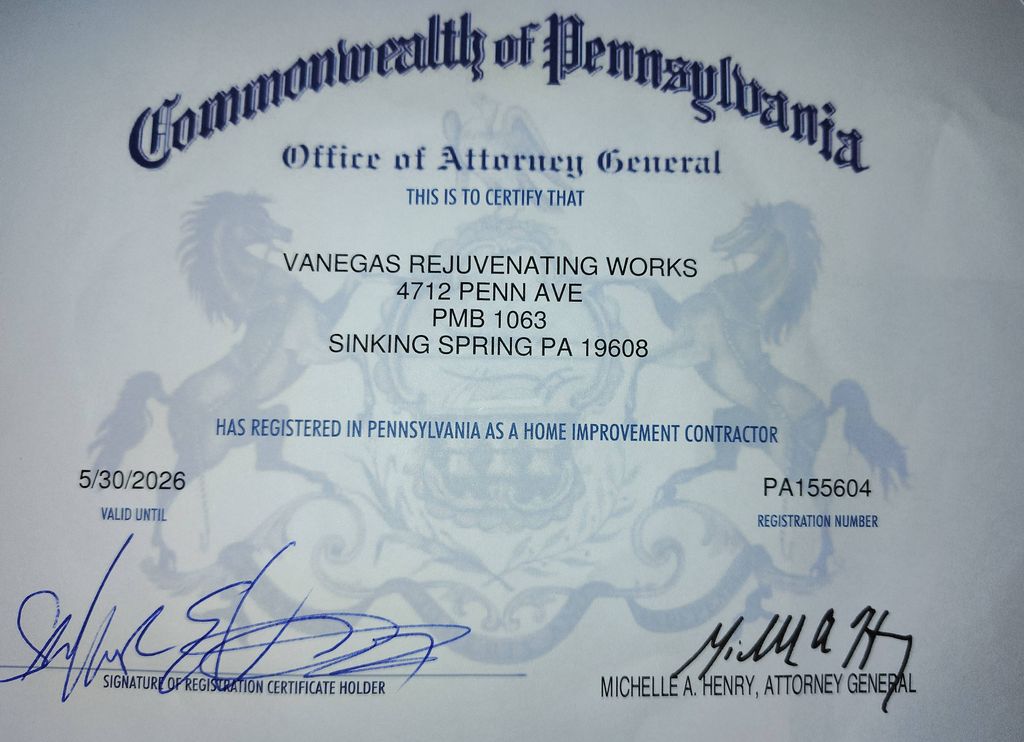 Commonwealth of Pennsylvania
Office of Attorney General
THIS IS TO CERTIFY THAT
VANEGAS REJUVENATING WORKS
4712 PENN AVE
PMB 1063
SINKING SPRING PA 19608
HAS REGISTERED IN PENNSYLVANIA AS A HOME IMPROVEMENT CONTRACTOR
5/30/2026
VALID UNTIL
PA155604
REGISTRATION NUMBER
SIGNATURE OF REGISTRATION CERTIFICATE HOLDER
MICHELLE A. HENRY, ATTORNEY GENERAL